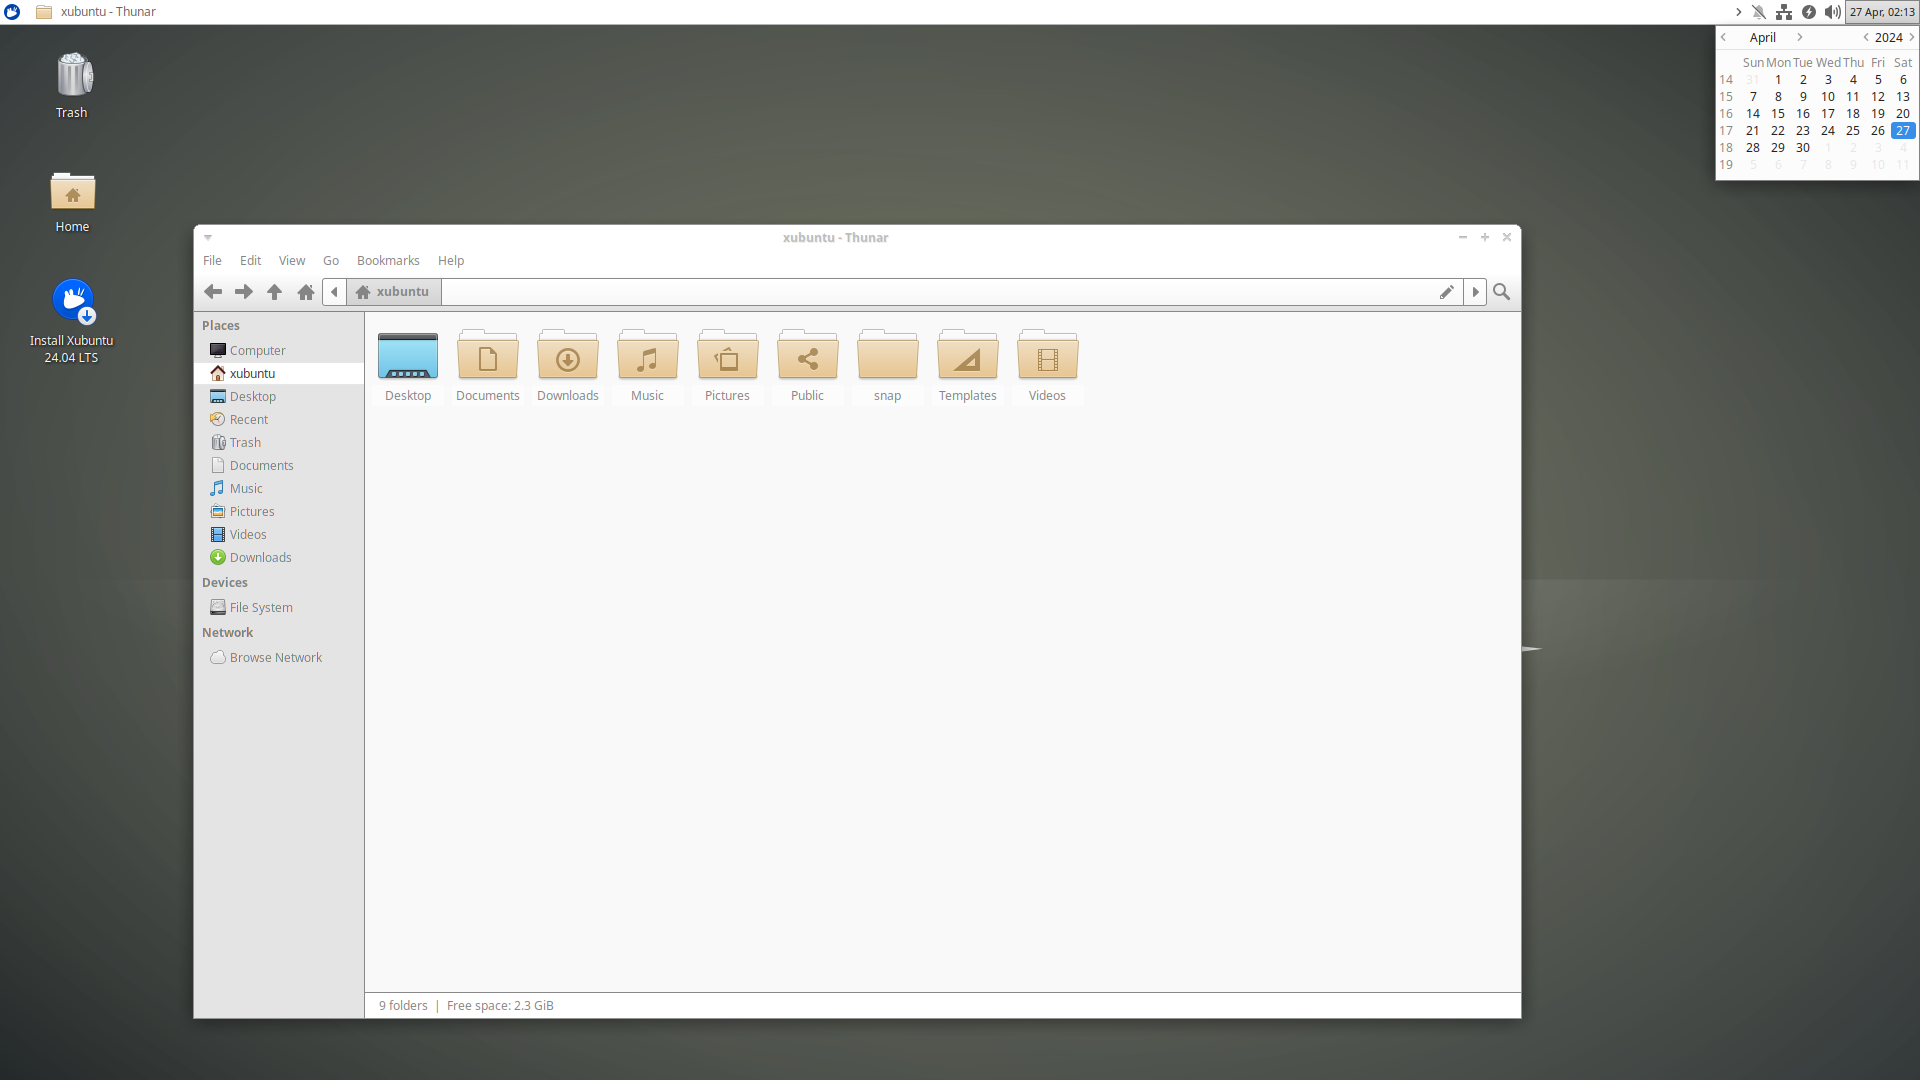 xubuntu - Thunar
27 Apr, 02:13
April 2024
Sun Mon Tue Wed Thu Fri Sat
14 31 1 2 3 4 5 6
15 7 8 9 10 11 12 13
16 14 15 16 17 18 19 20
17 21 22 23 24 25 26 27
18 28 29 30 1 2 3 4
19 5 6 7 8 9 10 11
Trash
Home
Install Xubuntu
24.04 LTS
xubuntu - Thunar
File Edit View Go Bookmarks Help
xubuntu
Places
Computer
xubuntu
Desktop
Recent
Trash
Documents
Music
Pictures
Videos
Downloads
Devices
File System
Network
Browse Network
Desktop Documents Downloads Music Pictures Public snap Templates Videos
9 folders | Free space: 2.3 GiB